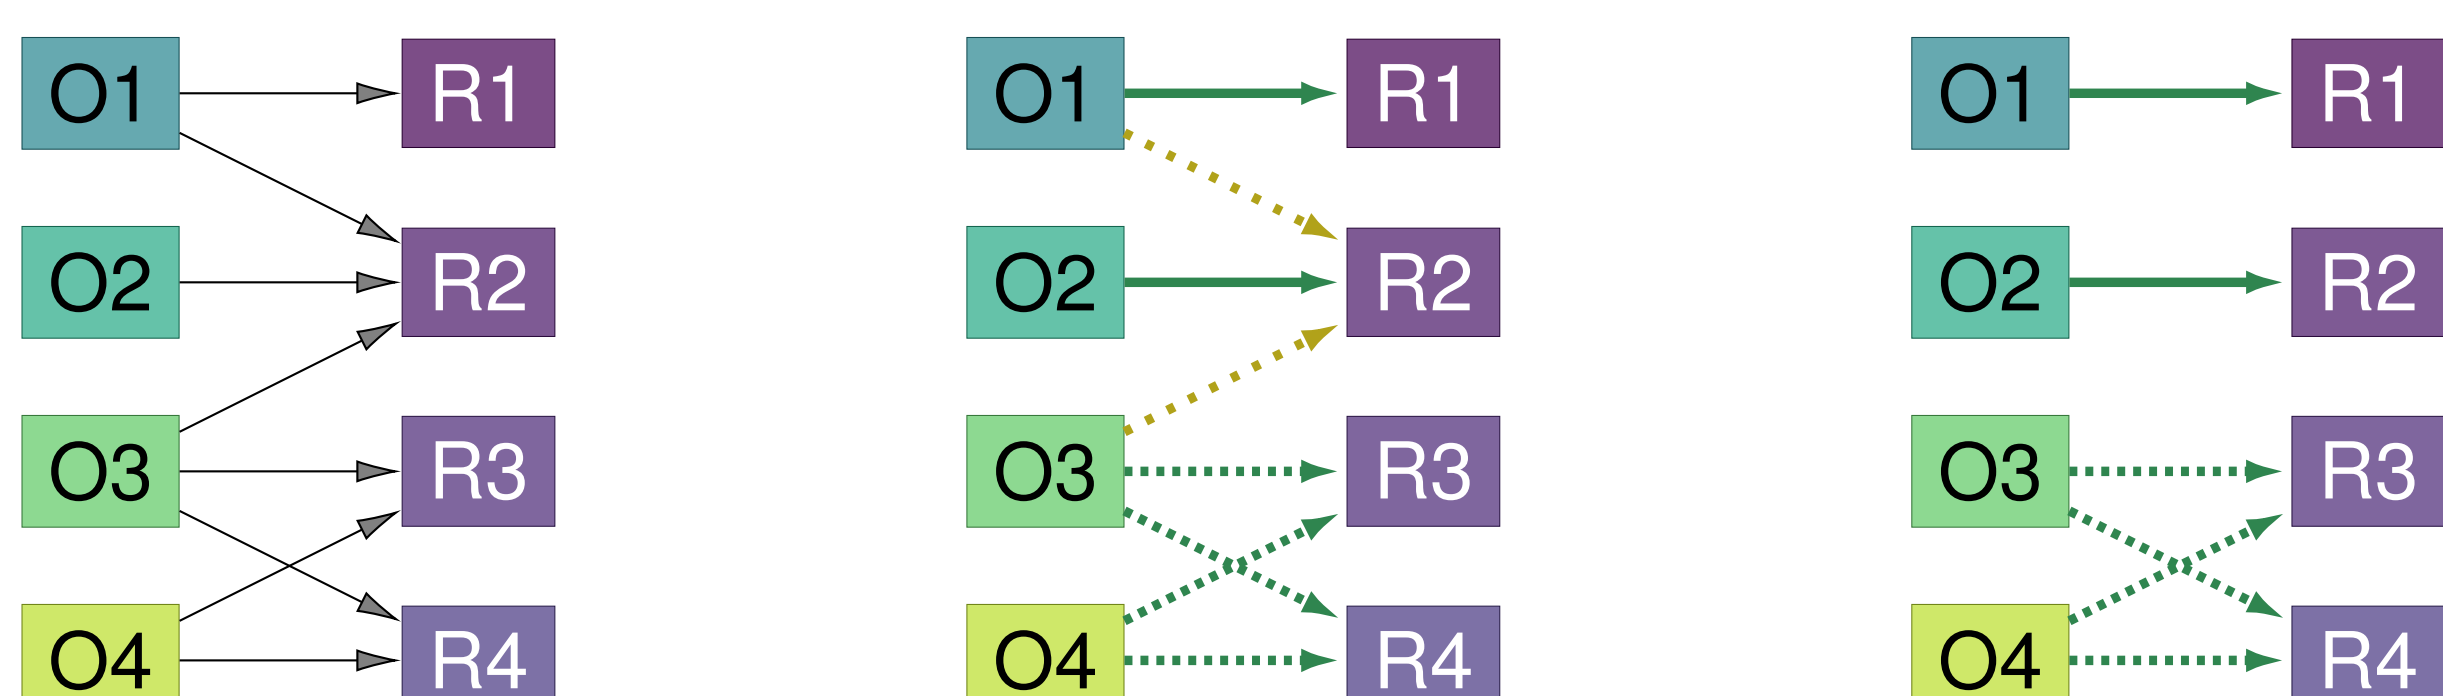 O1 R1 O1 R1 O1 R1
O2 R2 O2 R2 O2 R2
O3 R3 O3 R3 O3 R3
O4 R4 O4 R4 O4 R4